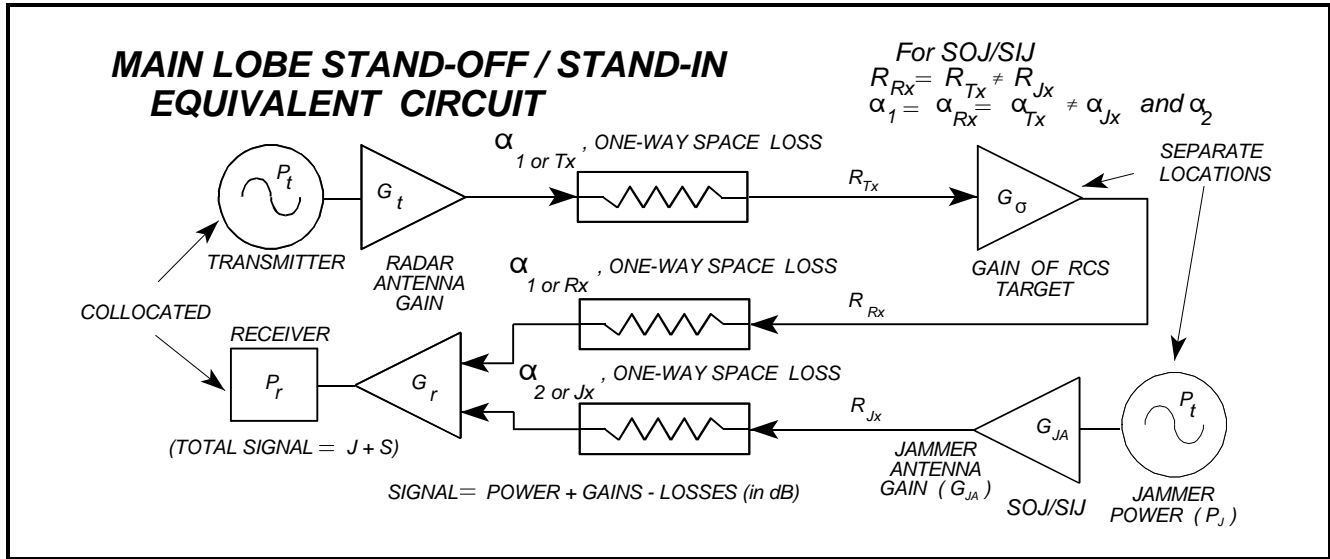 MAIN LOBE STAND-OFF / STAND-IN
EQUIVALENT CIRCUIT
For SOJ/SIJ
R_Rx = R_Tx ≠ R_Jx
α_1 = α_Rx = α_Tx ≠ α_Jx and α_2
α_1 or Tx , ONE-WAY SPACE LOSS
SEPARATE
LOCATIONS
P_t
G_t
R_Tx
G_σ
TRANSMITTER
RADAR
ANTENNA
GAIN
α_1 or Rx , ONE-WAY SPACE LOSS
GAIN OF RCS
TARGET
COLLOCATED
RECEIVER
R_Rx
P_r
G_r
α_2 or Jx , ONE-WAY SPACE LOSS
R_Jx
G_JA
P_t
(TOTAL SIGNAL = J + S)
JAMMER
ANTENNA
GAIN ( G_JA )
SIGNAL = POWER + GAINS - LOSSES (in dB)
SOJ/SIJ
JAMMER
POWER ( P_J )